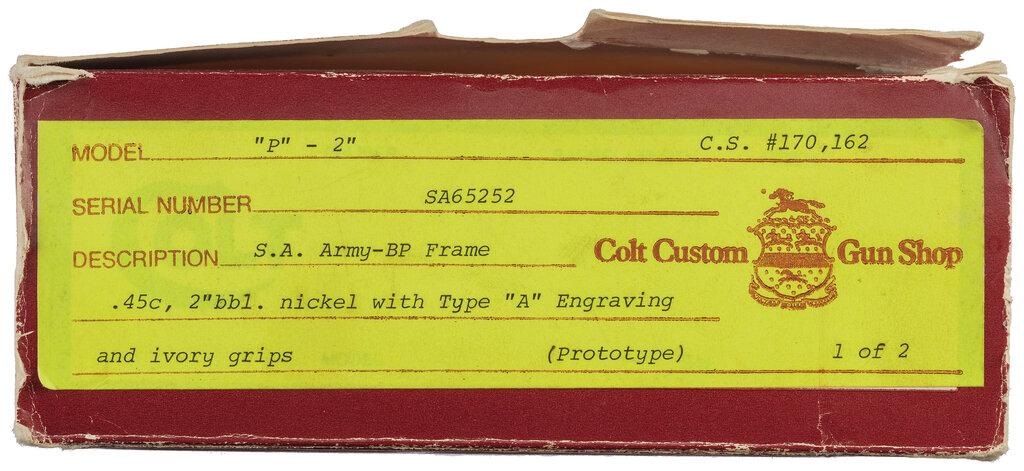 MODEL "P" - 2" C.S. #170,162
SERIAL NUMBER SA65252
DESCRIPTION S.A. Army-BP Frame
Colt Custom Gun Shop
.45c, 2"bbl. nickel with Type "A" Engraving
and ivory grips (Prototype) 1 of 2